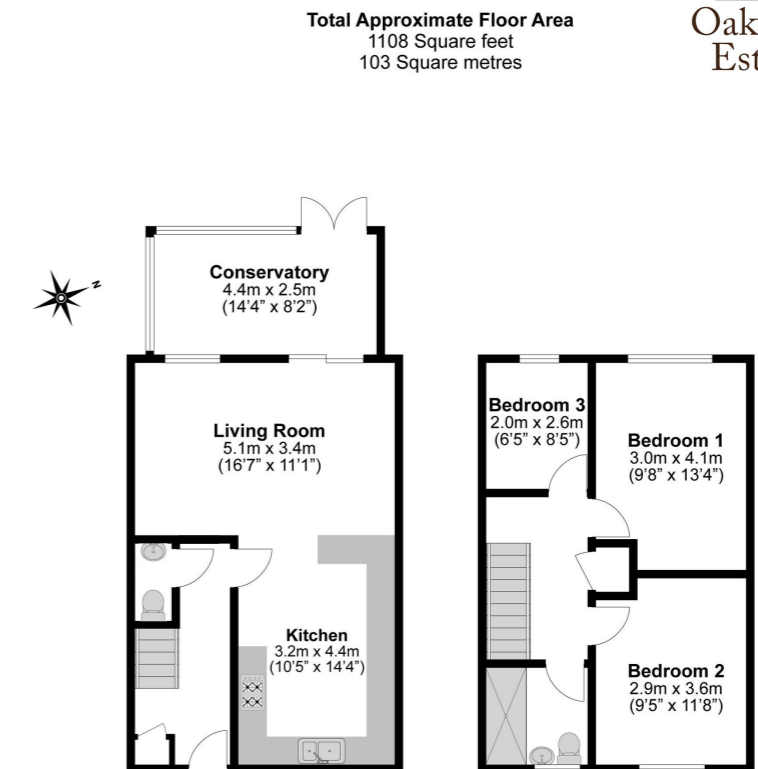 Total Approximate Floor Area
1108 Square feet
103 Square metres
Oak
Est
N
Conservatory
4.4m x 2.5m
(14'4” x 8'2”)
Living Room
5.1m x 3.4m
(16'7” x 11'1”)
Kitchen
3.2m x 4.4m
(10'5” x 14'4”)
Bedroom 3
2.0m x 2.6m
(6'5” x 8'5”)
Bedroom 1
3.0m x 4.1m
(9'8” x 13'4”)
Bedroom 2
2.9m x 3.6m
(9'5” x 11'8”)